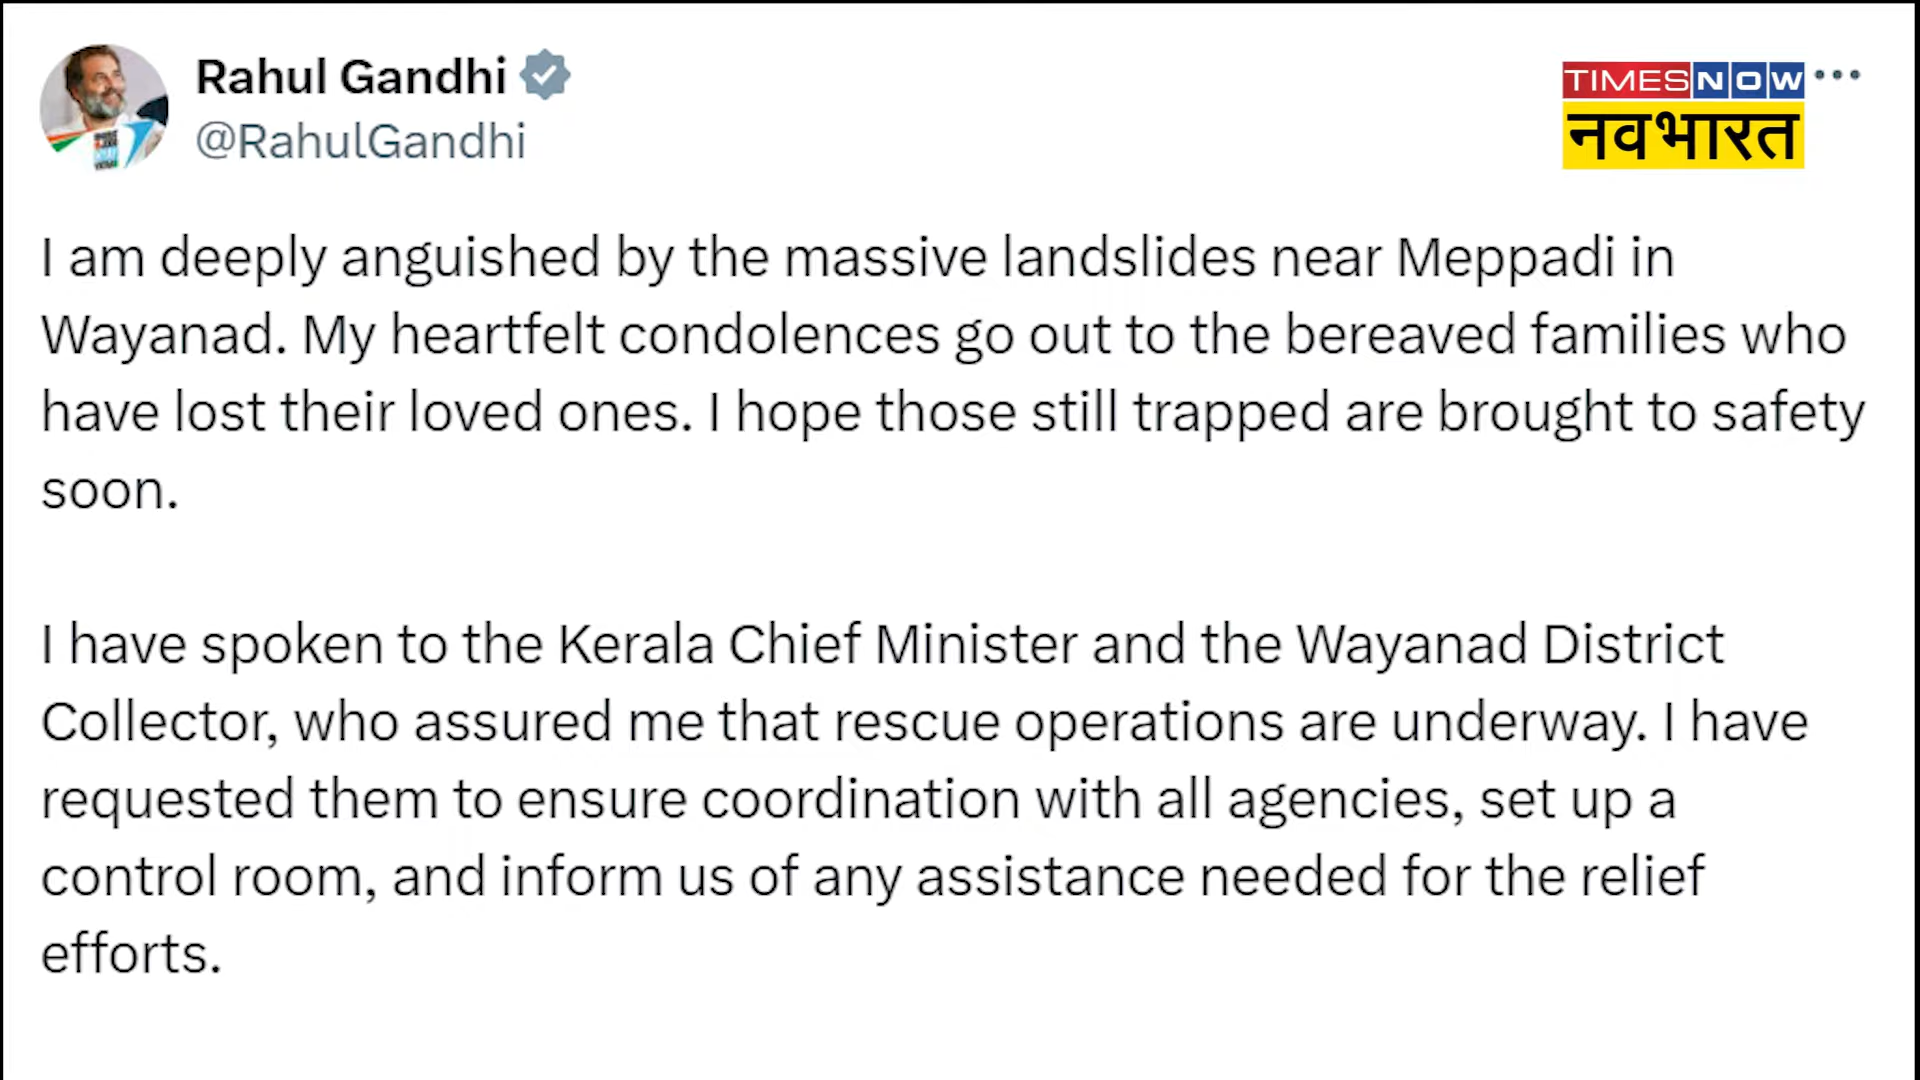 Rahul Gandhi
@RahulGandhi
TIMES NOW
नवभारत
I am deeply anguished by the massive landslides near Meppadi in
Wayanad. My heartfelt condolences go out to the bereaved families who
have lost their loved ones. I hope those still trapped are brought to safety
soon.
I have spoken to the Kerala Chief Minister and the Wayanad District
Collector, who assured me that rescue operations are underway. I have
requested them to ensure coordination with all agencies, set up a
control room, and inform us of any assistance needed for the relief
efforts.